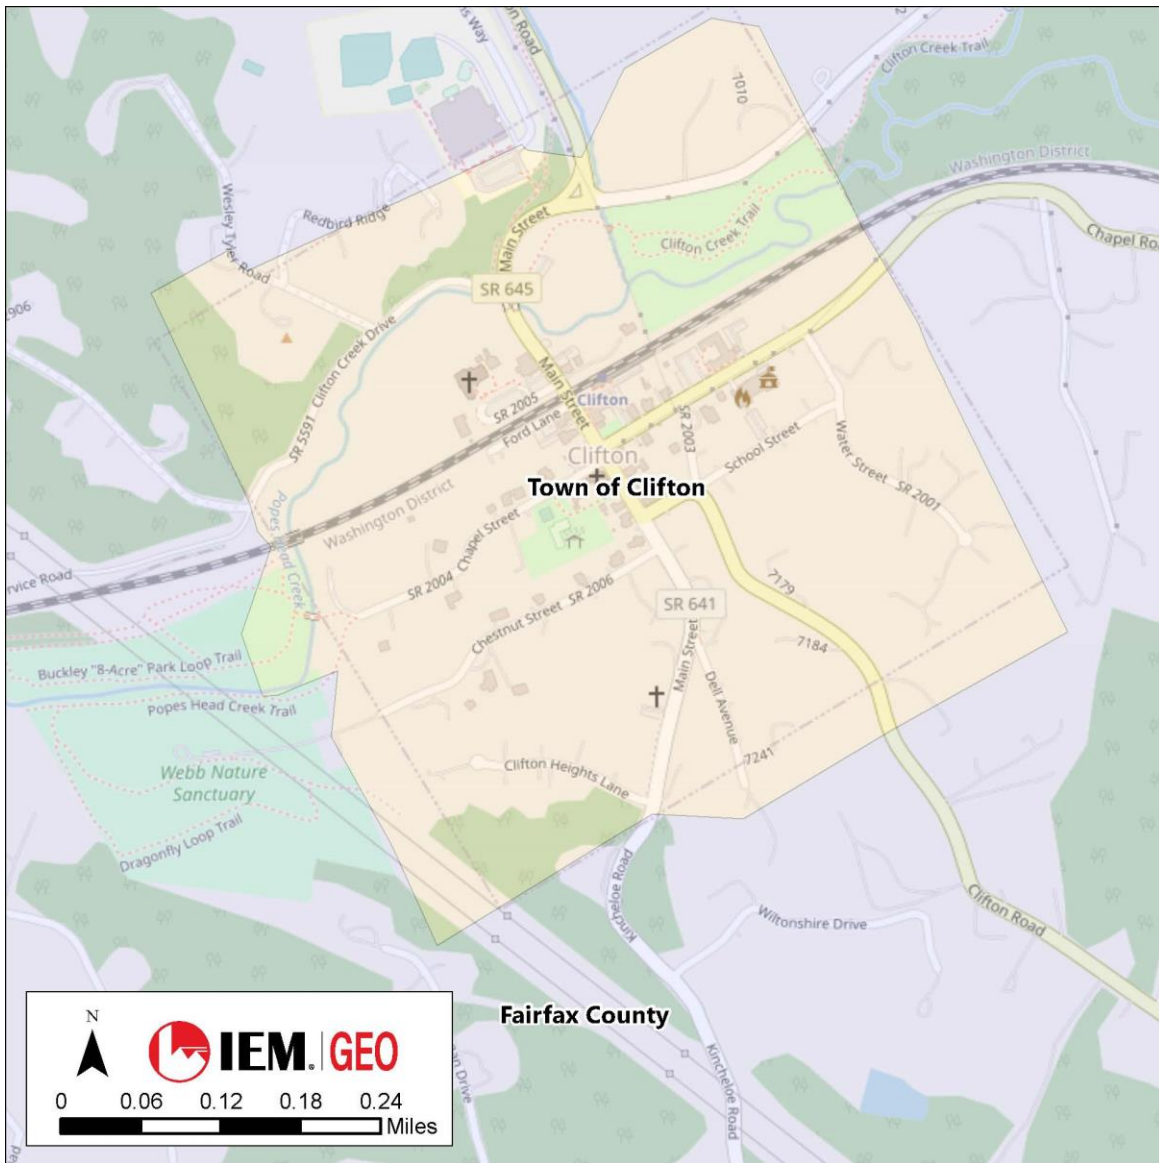 Clifton Creek Trail
Road
7010
Washington District
Wesley Tyler Road
Redbird Ridge
Main Street
Clifton Creek Trail
Chapel
SR 645
SR 5591 Clifton Creek Drive
Main Street
Clifton
SR 2005
Ford Lane
SR 2003
School Street
Clifton
Water Street SR 2001
Town of Clifton
Washington District
Popes Head Creek
Chapel Street
SR 2004
7179
Chestnut Street SR 2006
SR 641
7184
Main Street
Dell Avenue
Buckley "8-Acre" Park Loop Trail
Popes Head Creek Trail
7241
Webb Nature
Sanctuary
Clifton Heights Lane
Dragonfly Loop Trail
Kincheloe Road
Wiltonshire Drive
Clifton Road
Fairfax County
Kincheloe Road
N
IEM. | GEO
0 0.06 0.12 0.18 0.24
Miles